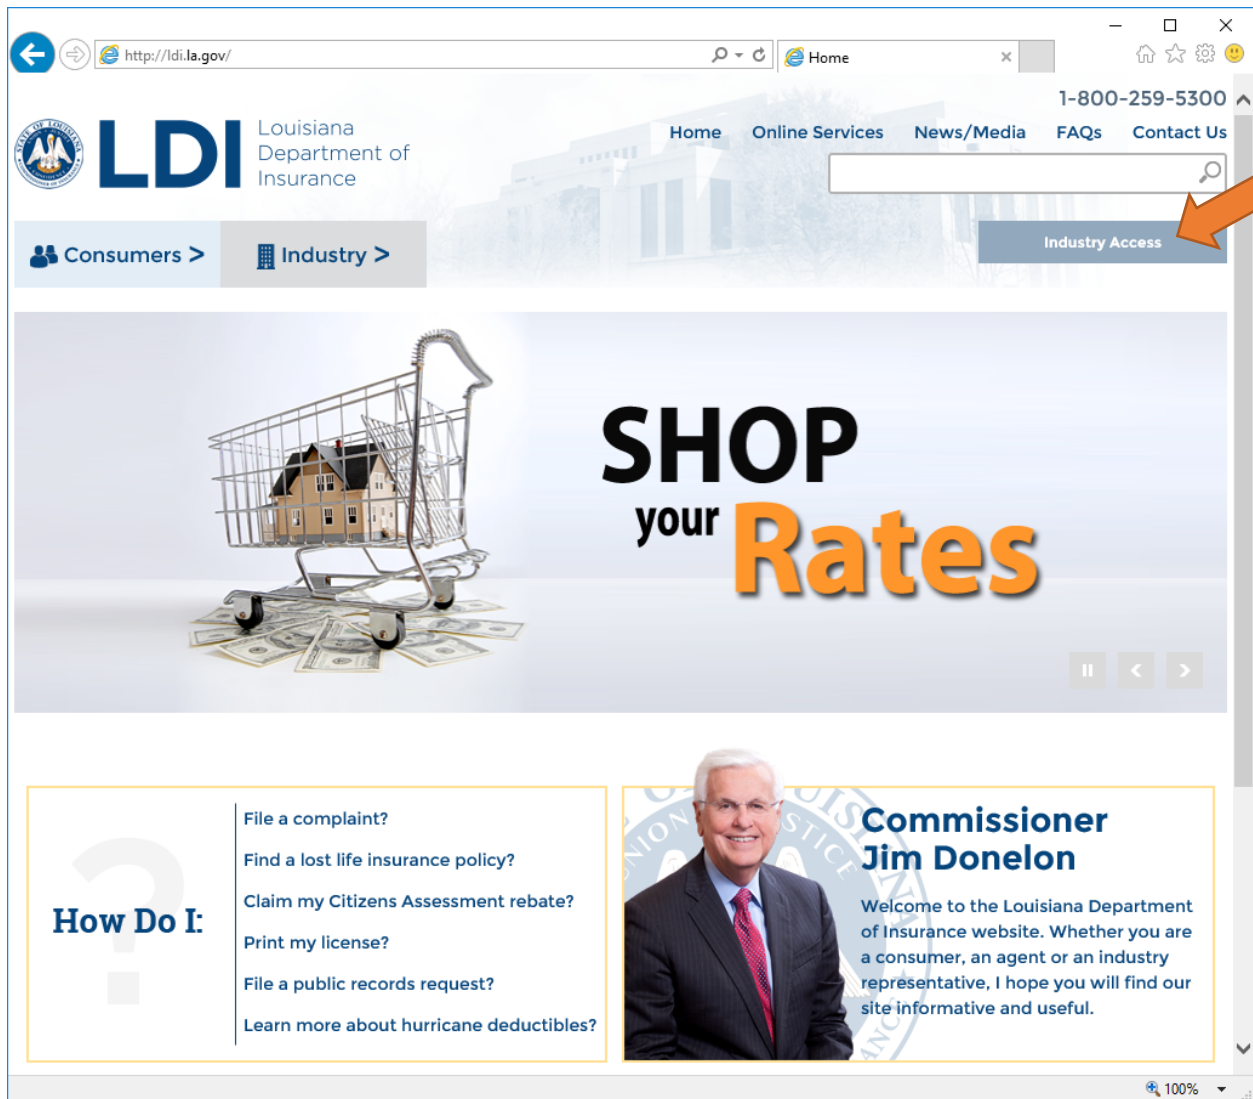 http://ldi.la.gov/
Home
1-800-259-5300
LDI
Louisiana
Department of
Insurance
Home Online Services News/Media FAQs Contact Us
Consumers >
Industry >
Industry Access
SHOP
your Rates
How Do I:
File a complaint?
Find a lost life insurance policy?
Claim my Citizens Assessment rebate?
Print my license?
File a public records request?
Learn more about hurricane deductibles?
Commissioner
Jim Donelon
Welcome to the Louisiana Department
of Insurance website. Whether you are
a consumer, an agent or an industry
representative, I hope you will find our
site informative and useful.
100%